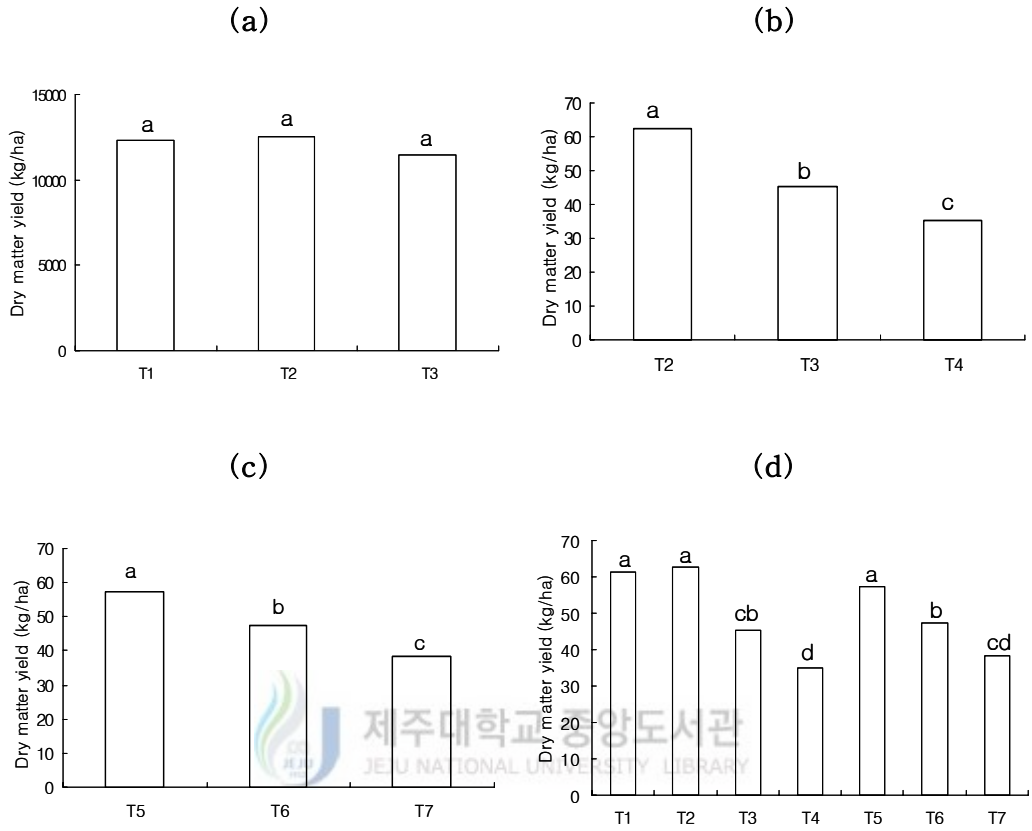 (a)
Dry matter yield (kg/ha)
15000
10000
5000
0
a
a
a
T1
T2
T3
(b)
Dry matter yield (kg/ha)
70
60
50
40
30
20
10
0
a
b
c
T2
T3
T4
(c)
Dry matter yield (kg/ha)
70
60
50
40
30
20
10
0
a
b
c
T5
T6
T7
(d)
Dry matter yield (kg/ha)
70
60
50
40
30
20
10
0
a
a
cb
d
a
b
cd
T1
T2
T3
T4
T5
T6
T7
제주대학교 중앙도서관
JEJU NATIONAL UNIVERSITY LIBRARY
JEJU